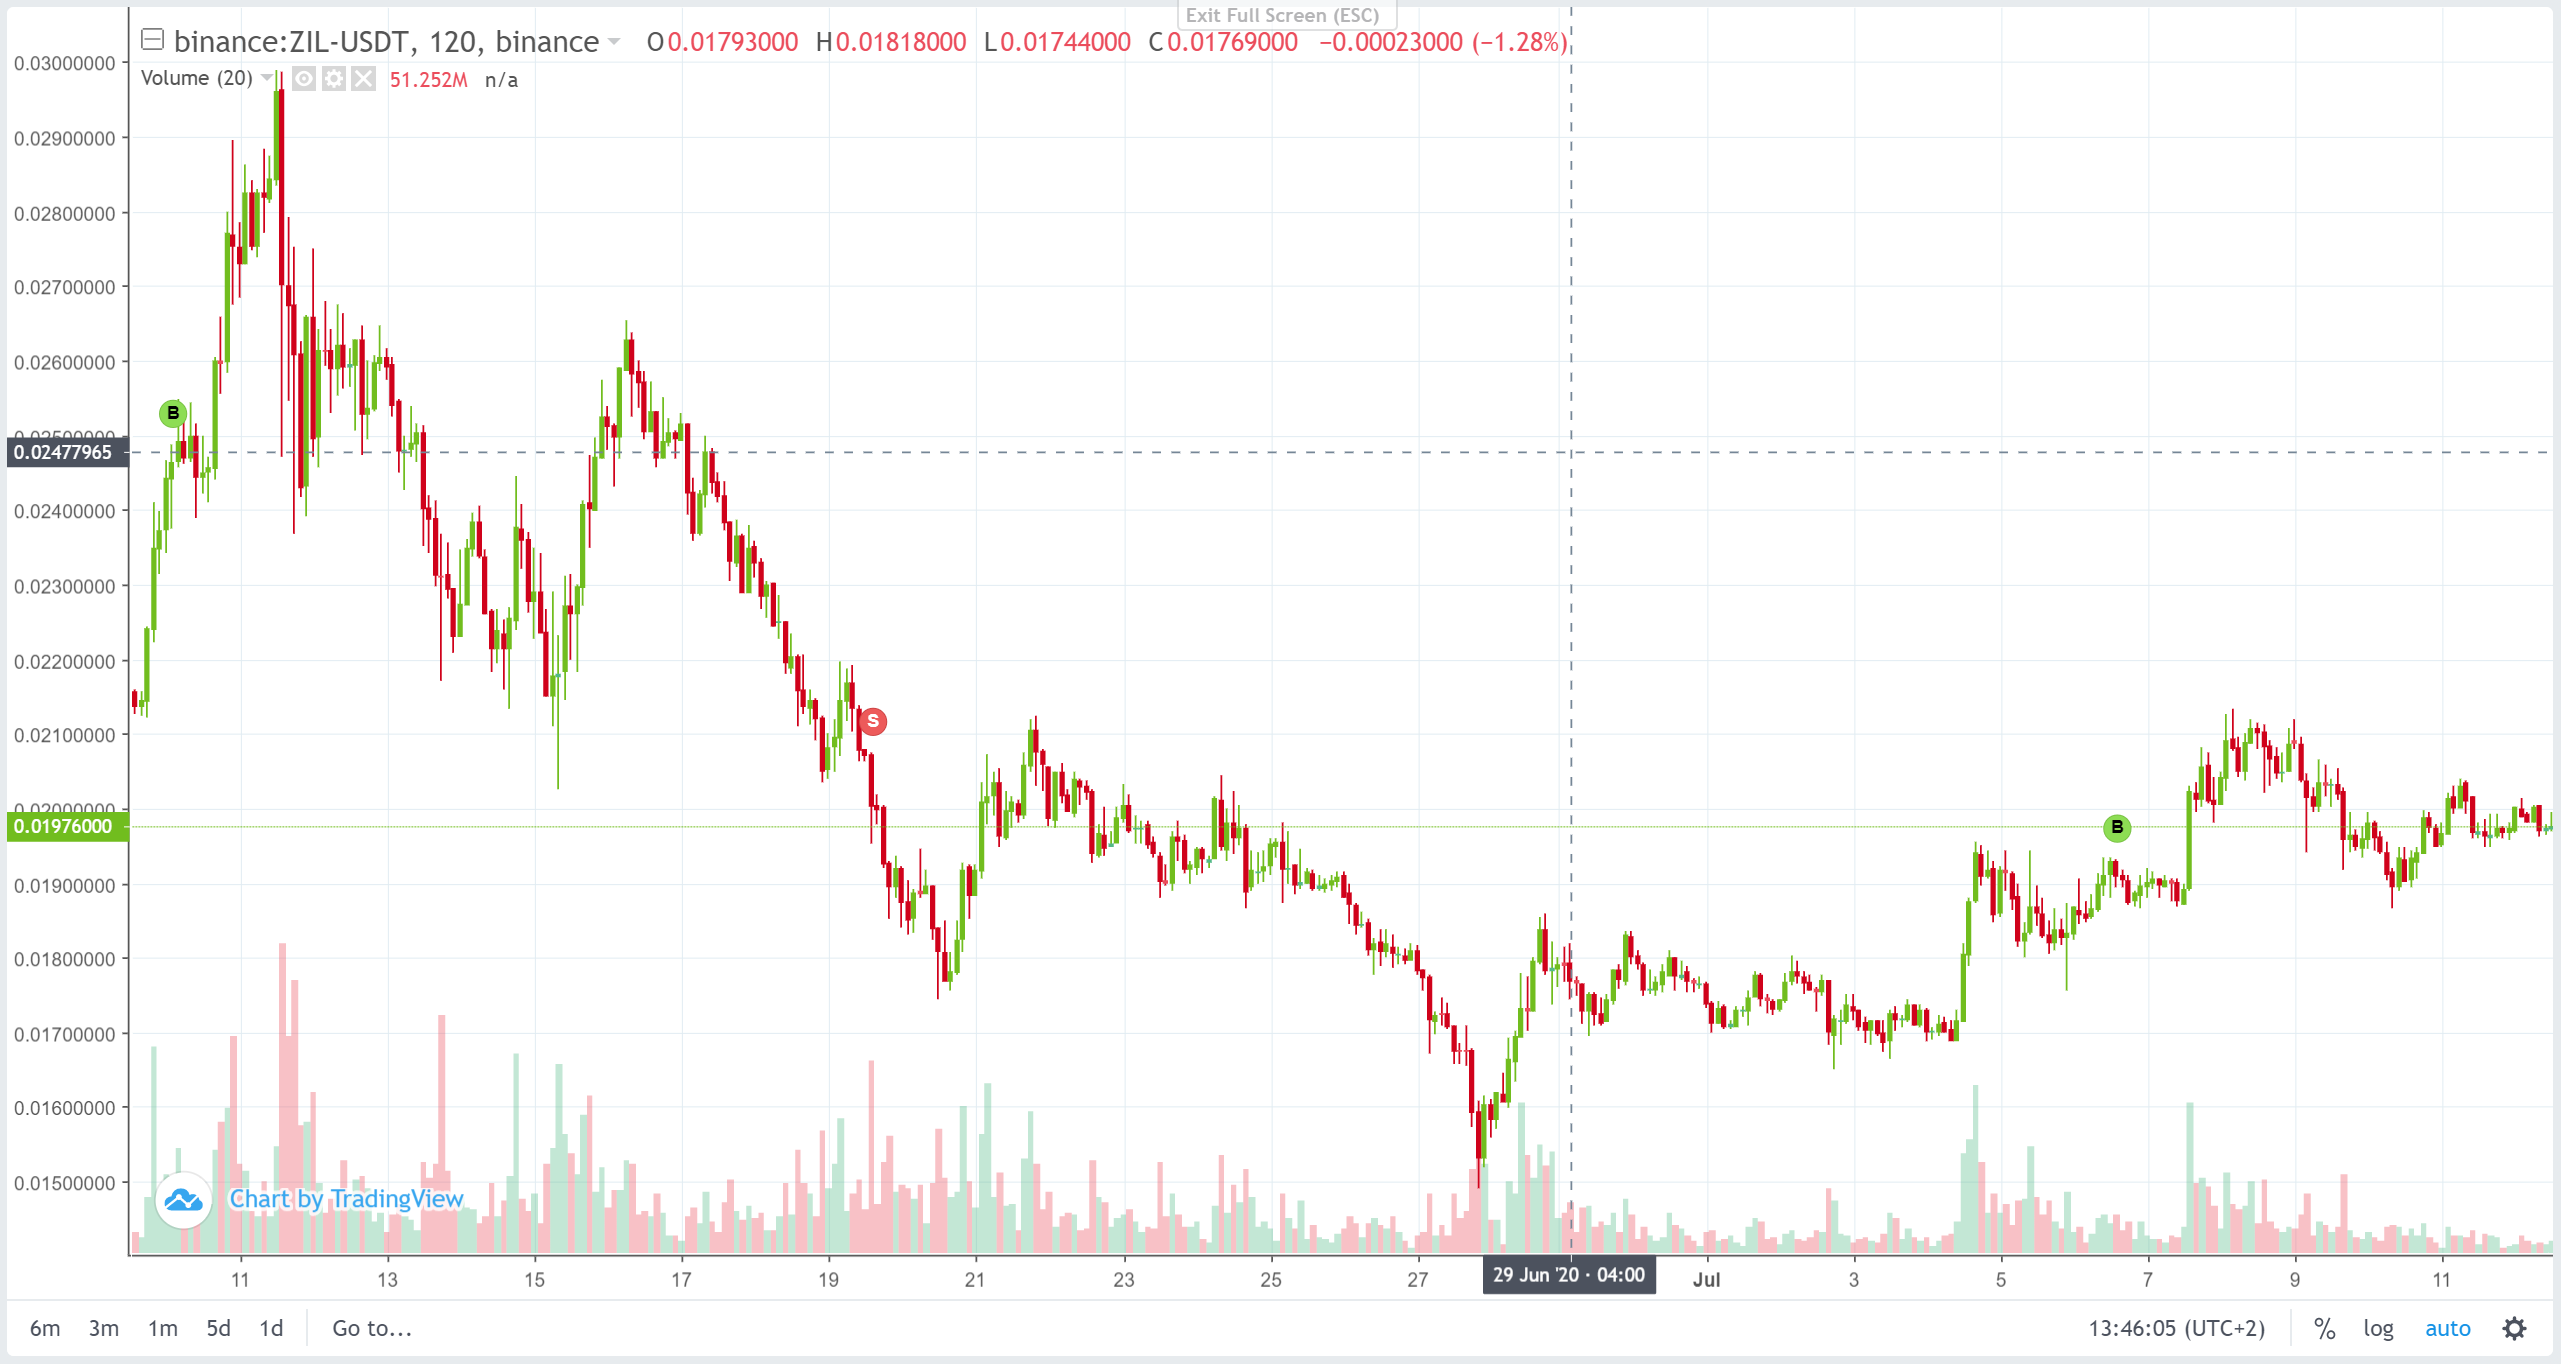 Exit Full Screen (ESC)
binance:ZIL-USDT, 120, binance O0.01793000 H0.01818000 L0.01744000 C0.01769000 −0.00023000 (−1.28%)
Volume (20) 51.252M n/a
0.03000000
0.02900000
0.02800000
0.02700000
0.02600000
B
0.02500000
0.02477965
0.02400000
0.02300000
0.02200000
S
0.02100000
0.02000000
0.01976000
B
0.01900000
0.01800000
0.01700000
0.01600000
0.01500000
Chart by TradingView
11 13 15 17 19 21 23 25 27 29 Jun '20 · 04:00 Jul 3 5 7 9 11
6m 3m 1m 5d 1d Go to... 13:46:05 (UTC+2) % log auto